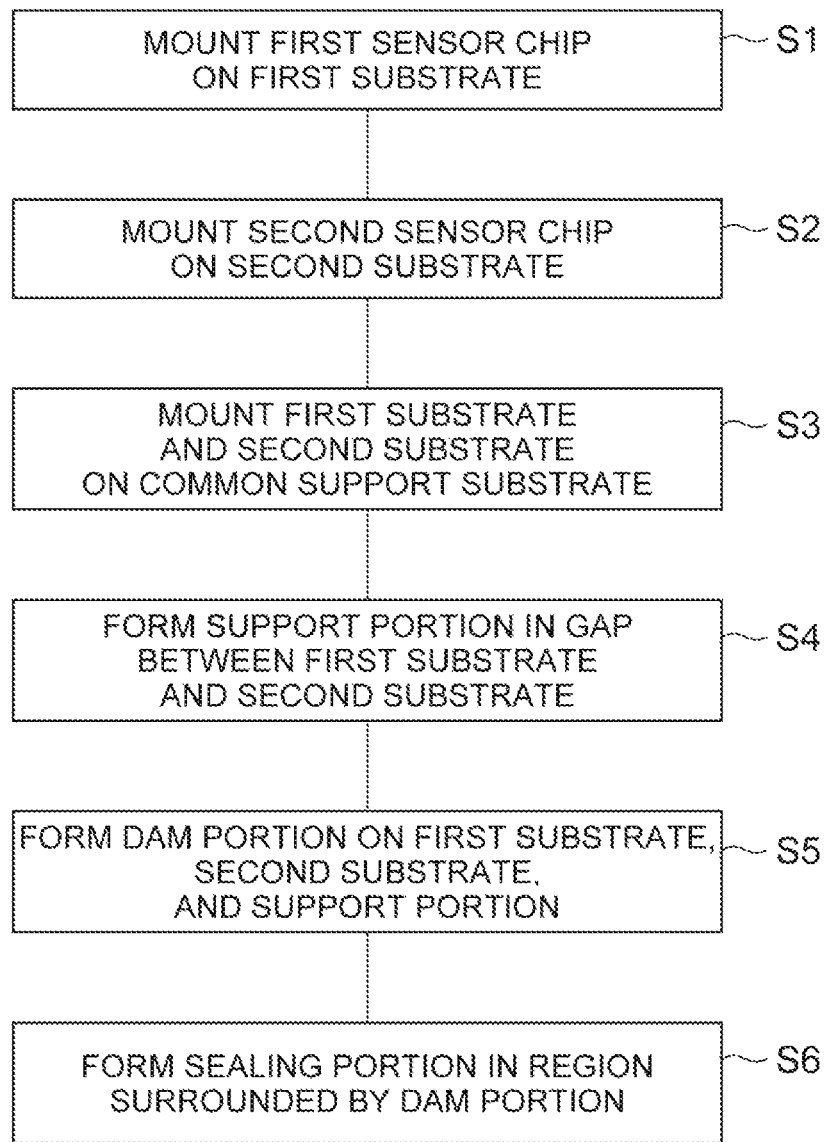 MOUNT FIRST SENSOR CHIP
ON FIRST SUBSTRATE
S1
MOUNT SECOND SENSOR CHIP
ON SECOND SUBSTRATE
S2
MOUNT FIRST SUBSTRATE
AND SECOND SUBSTRATE
ON COMMON SUPPORT SUBSTRATE
S3
FORM SUPPORT PORTION IN GAP
BETWEEN FIRST SUBSTRATE
AND SECOND SUBSTRATE
S4
FORM DAM PORTION ON FIRST SUBSTRATE,
SECOND SUBSTRATE,
AND SUPPORT PORTION
S5
FORM SEALING PORTION IN REGION
SURROUNDED BY DAM PORTION
S6